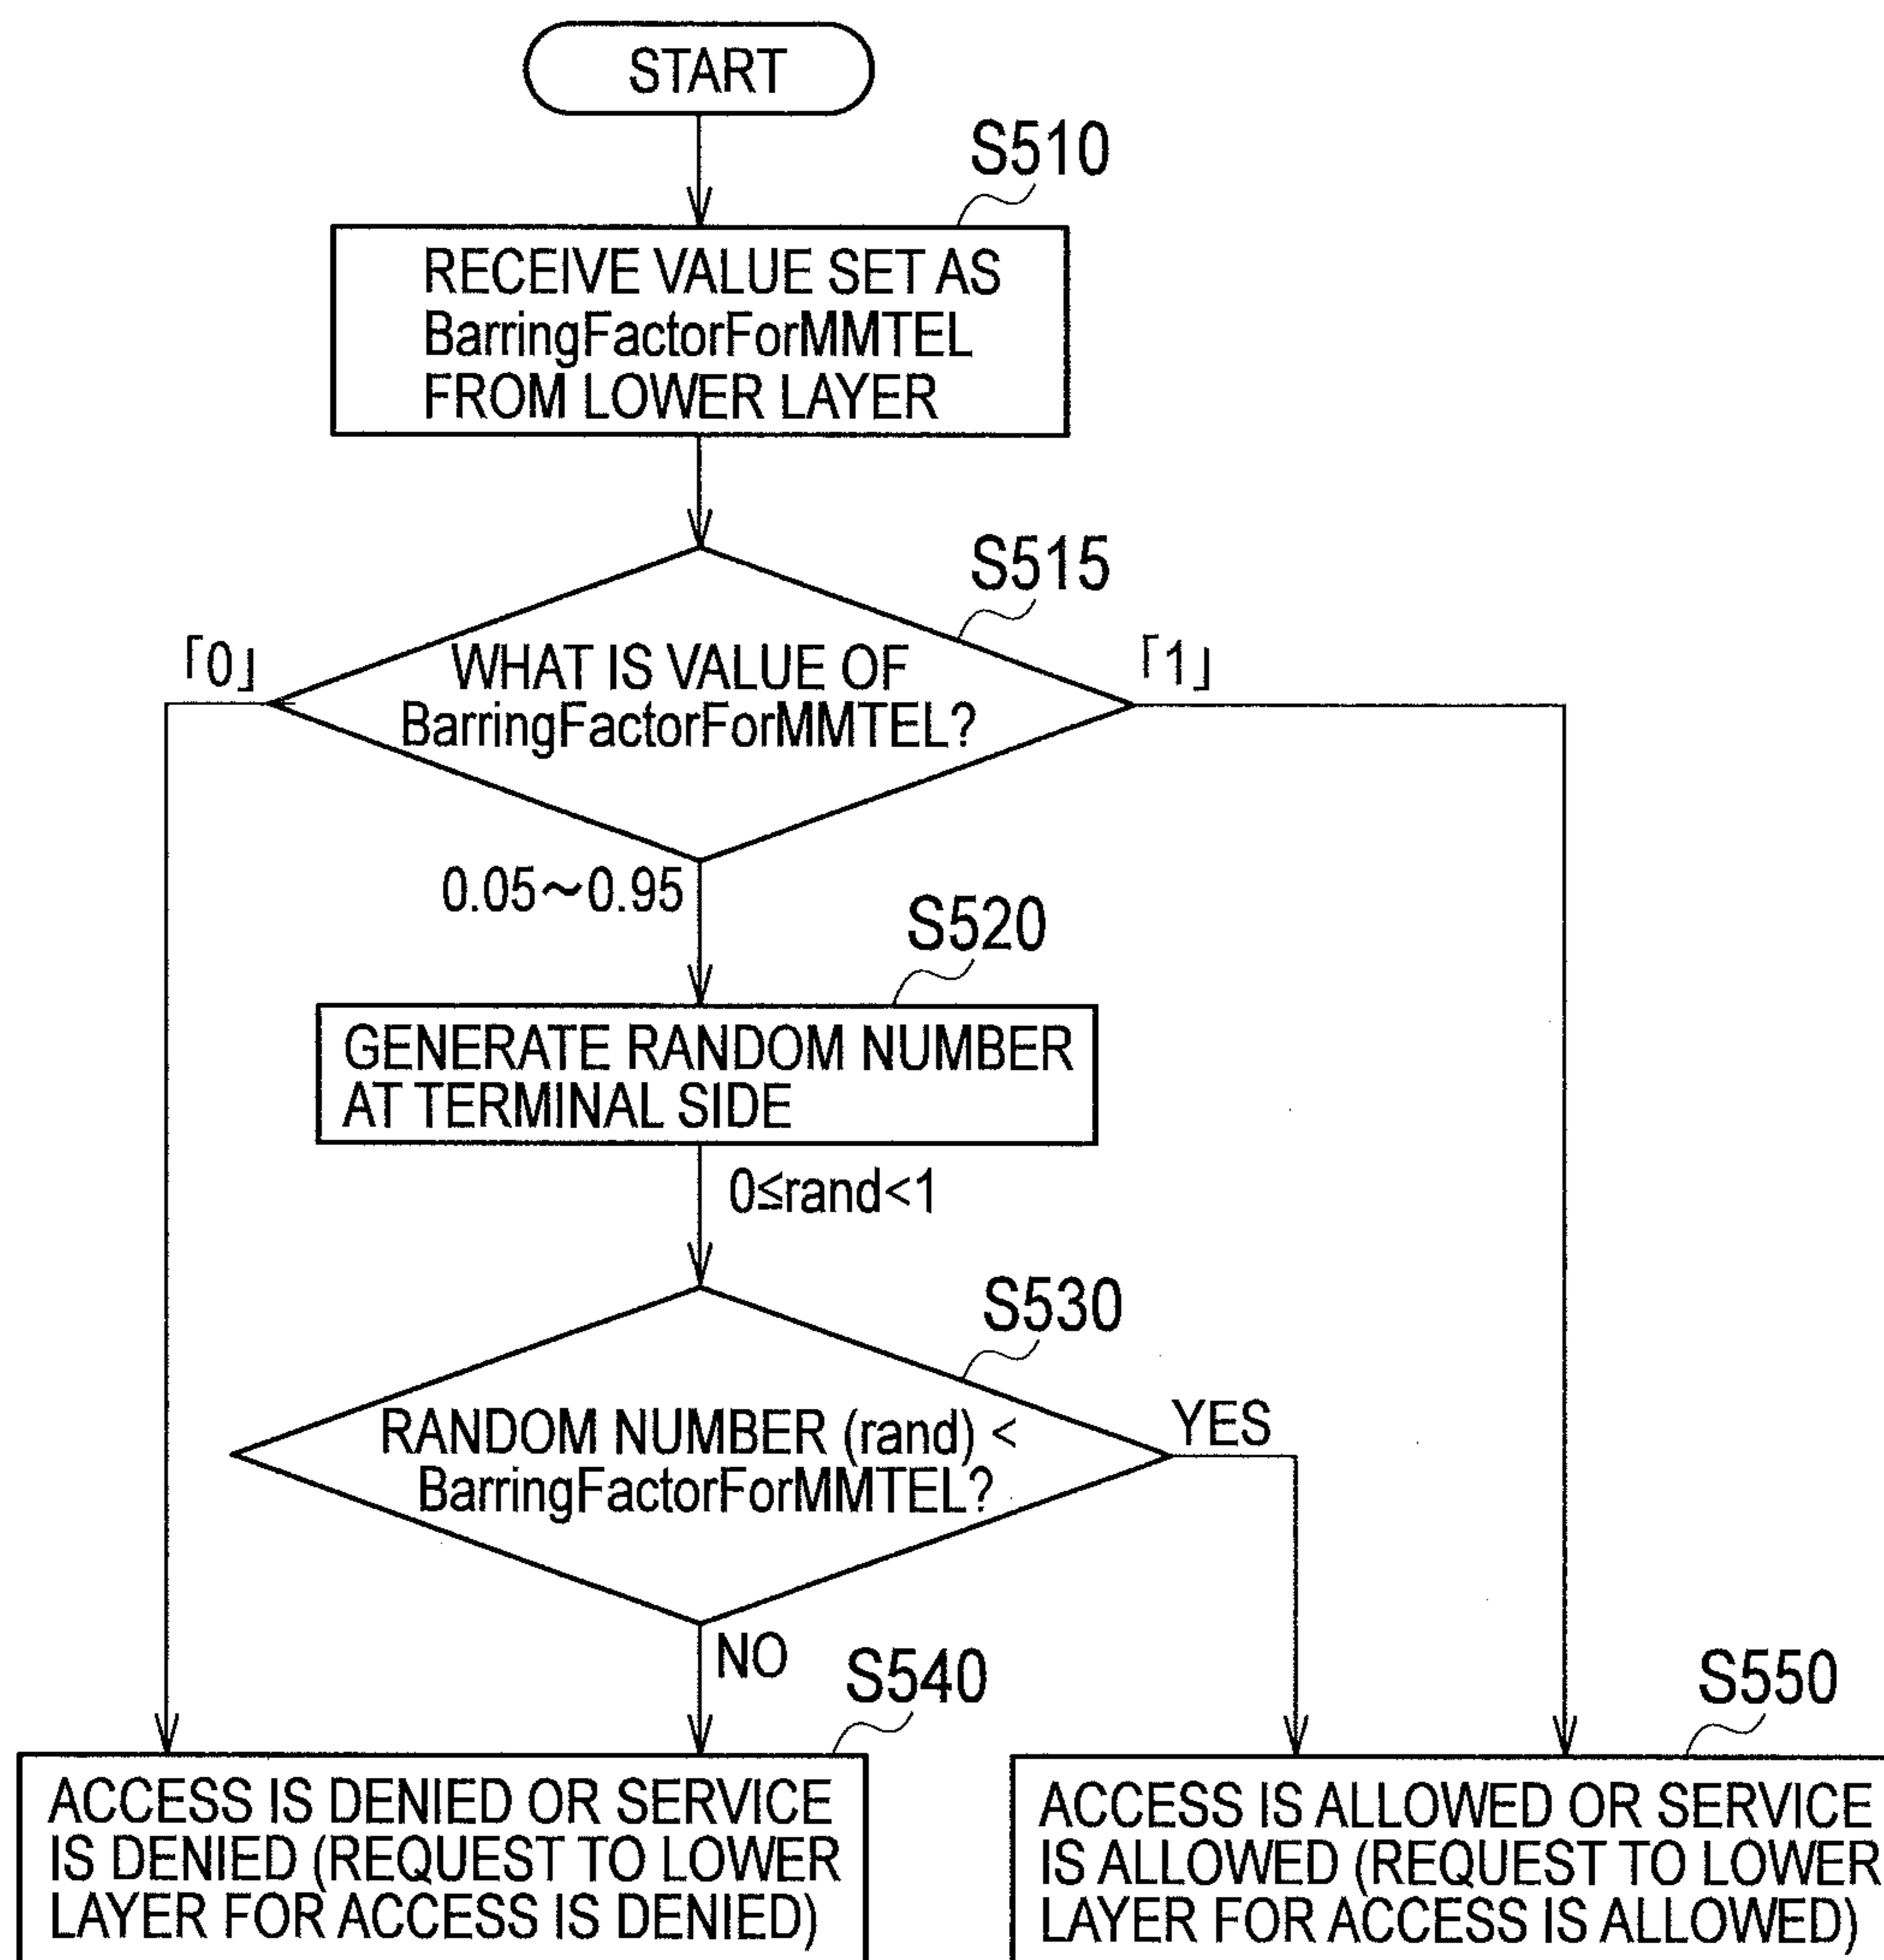 START
S510
RECEIVE VALUE SET AS
BarringFactorForMMTEL
FROM LOWER LAYER
S515
「0」
WHAT IS VALUE OF
BarringFactorForMMTEL?
「1」
0.05~0.95
S520
GENERATE RANDOM NUMBER
AT TERMINAL SIDE
0≤rand<1
S530
RANDOM NUMBER (rand) <
BarringFactorForMMTEL?
YES
NO
S540
ACCESS IS DENIED OR SERVICE
IS DENIED (REQUEST TO LOWER
LAYER FOR ACCESS IS DENIED)
S550
ACCESS IS ALLOWED OR SERVICE
IS ALLOWED (REQUEST TO LOWER
LAYER FOR ACCESS IS ALLOWED)